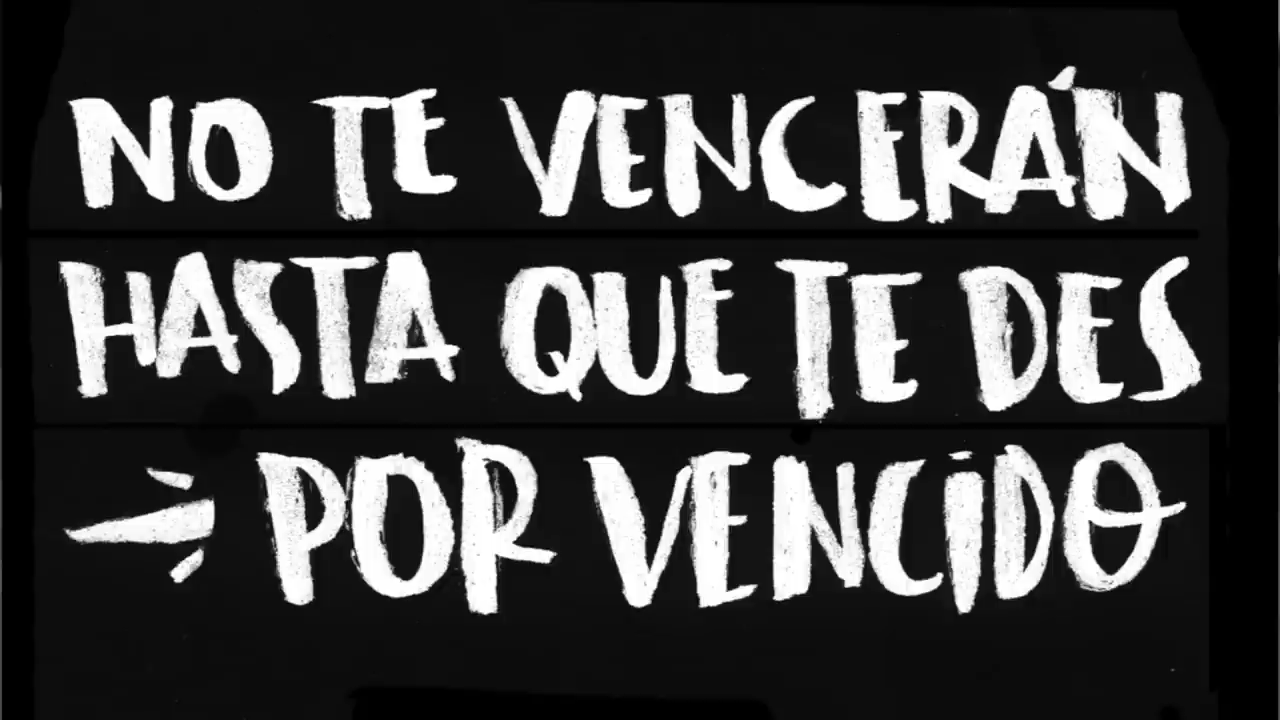 NO TE VENCERÁN
HASTA QUE TE DES
POR VENCIDO